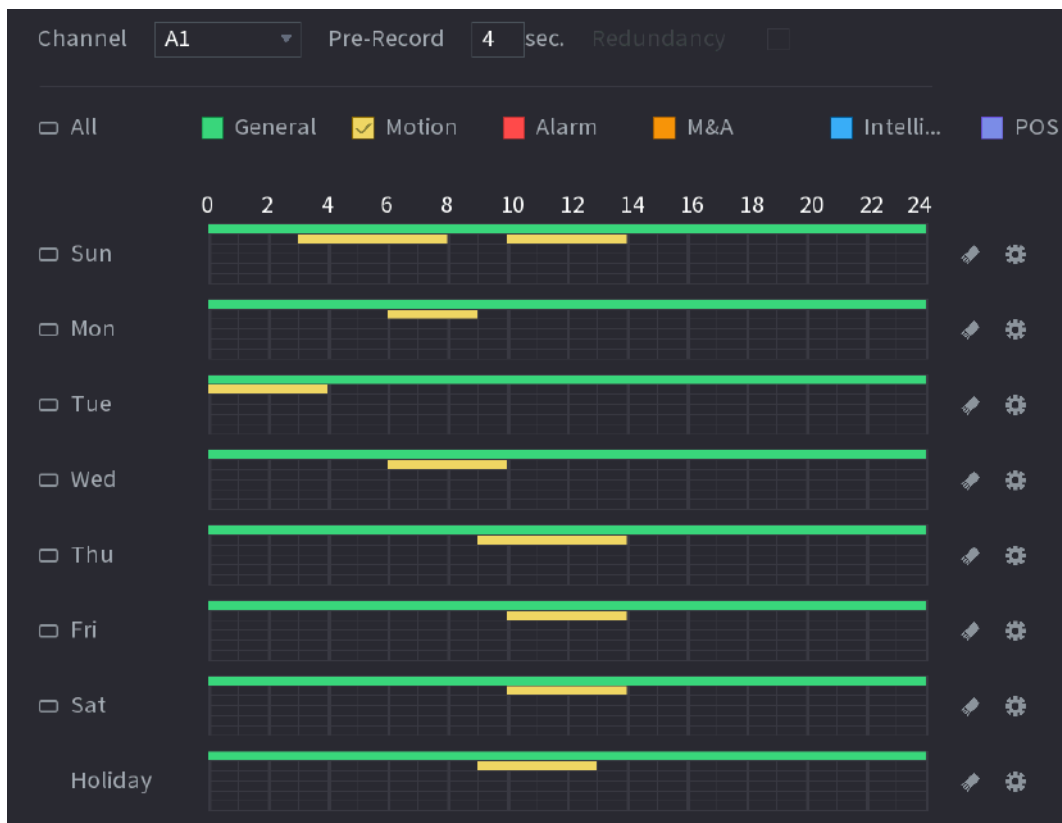 Channel A1 Pre-Record 4 sec. Redundancy
All General Motion Alarm M&A Intelli... POS
0 2 4 6 8 10 12 14 16 18 20 22 24
Sun
Mon
Tue
Wed
Thu
Fri
Sat
Holiday